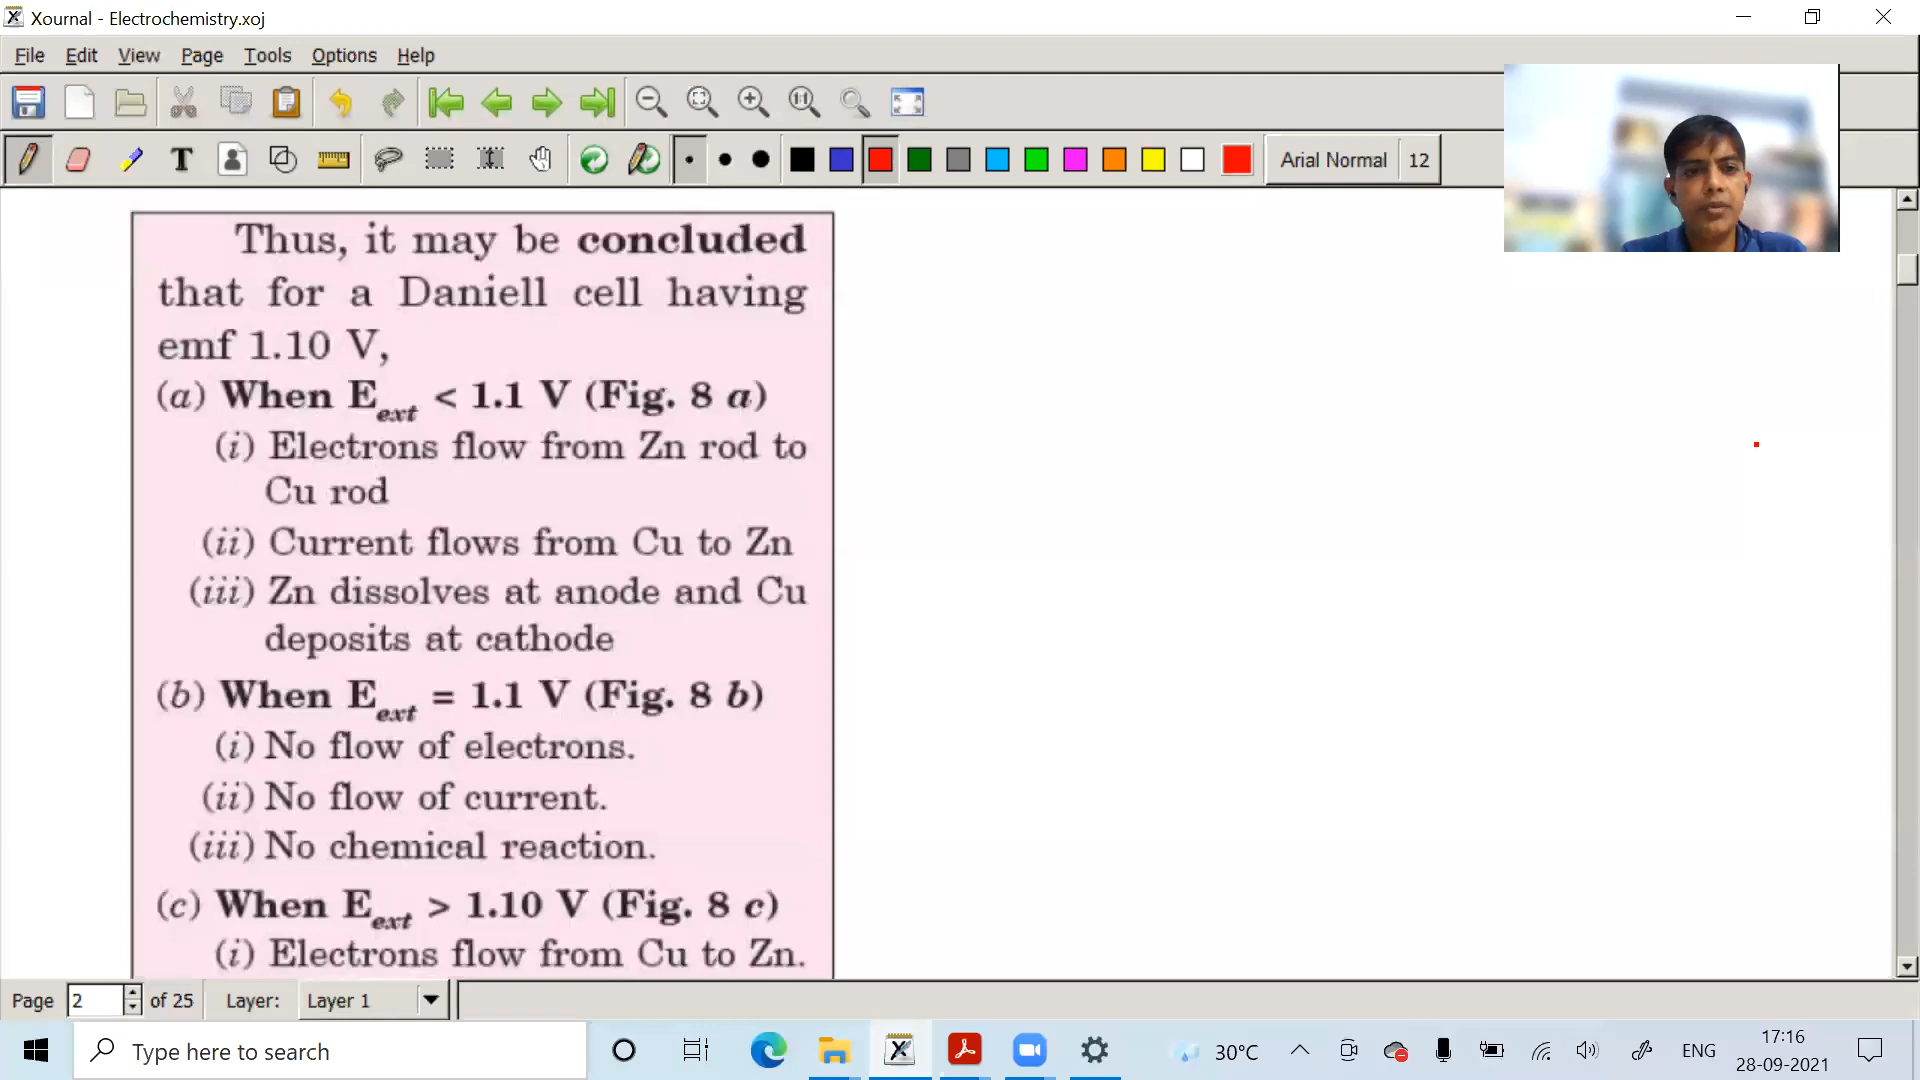 Xournal - Electrochemistry.xoj
File Edit View Page Tools Options Help
T
Arial Normal 12
Thus, it may be concluded
that for a Daniell cell having
emf 1.10 V,
(a) When E_ext < 1.1 V (Fig. 8 a)
(i) Electrons flow from Zn rod to
Cu rod
(ii) Current flows from Cu to Zn
(iii) Zn dissolves at anode and Cu
deposits at cathode
(b) When E_ext = 1.1 V (Fig. 8 b)
(i) No flow of electrons.
(ii) No flow of current.
(iii) No chemical reaction.
(c) When E_ext > 1.10 V (Fig. 8 c)
(i) Electrons flow from Cu to Zn.
Page 2 of 25 Layer: Layer 1
Type here to search
30°C
ENG
17:16
28-09-2021